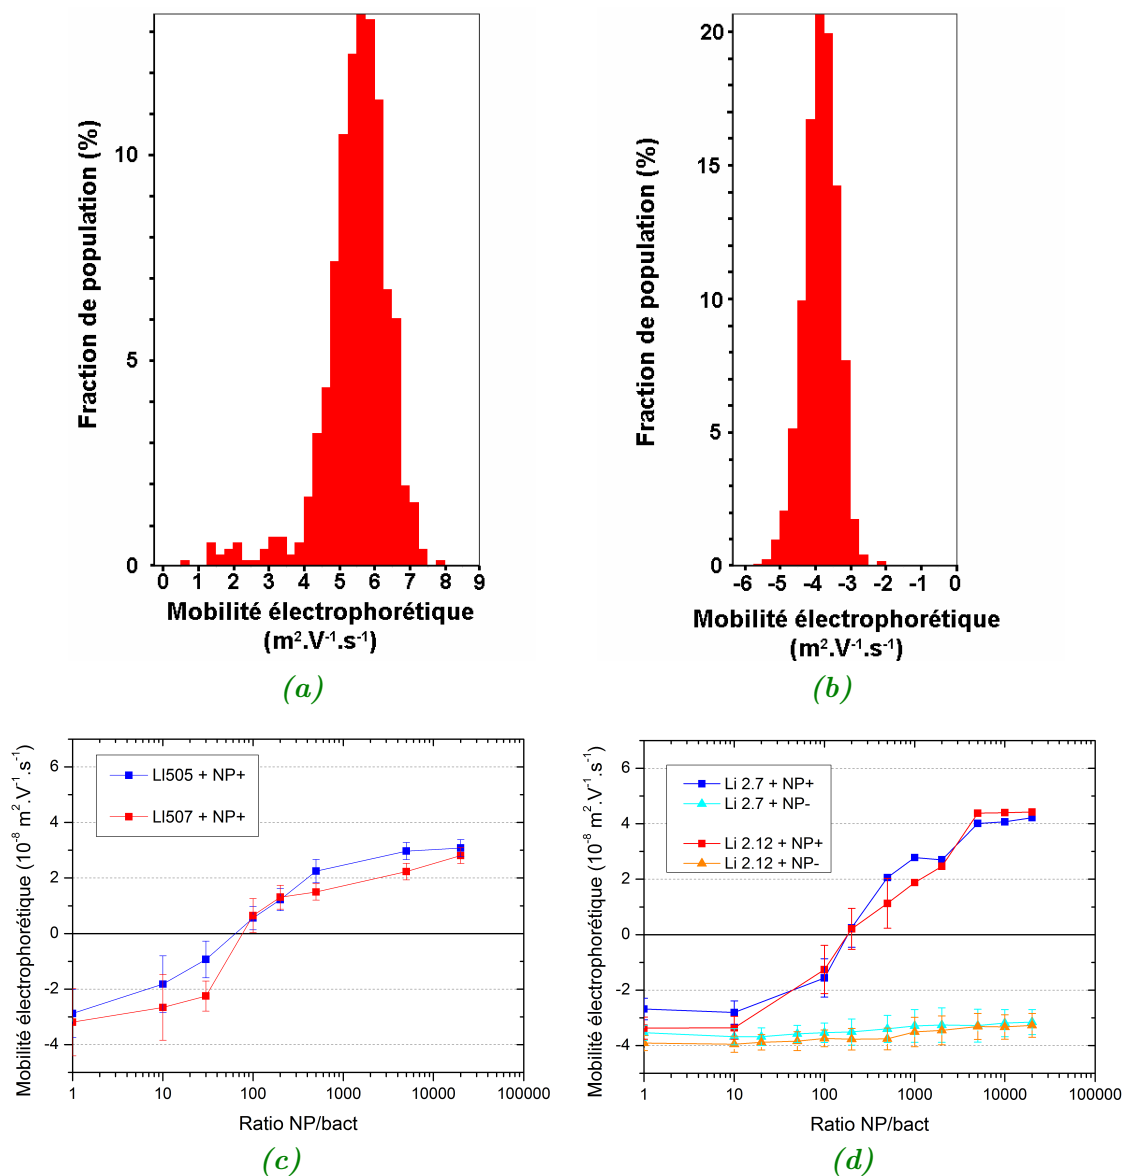 Fraction de population (%)
10
5
0
0 1 2 3 4 5 6 7 8 9
Mobilité électrophorétique
(m².V⁻¹.s⁻¹)
(a)
Fraction de population (%)
20
15
10
5
0
-6 -5 -4 -3 -2 -1 0
Mobilité électrophorétique
(m².V⁻¹.s⁻¹)
(b)
Mobilité électrophorétique (10⁻⁸ m².V⁻¹.s⁻¹)
6
4
2
0
-2
-4
LI505 + NP+
LI507 + NP+
1 10 100 1000 10000 100000
Ratio NP/bact
(c)
Mobilité électrophorétique (10⁻⁸ m².V⁻¹.s⁻¹)
6
4
2
0
-2
-4
Li 2.7 + NP+
Li 2.7 + NP-
Li 2.12 + NP+
Li 2.12 + NP-
1 10 100 1000 10000 100000
Ratio NP/bact
(d)